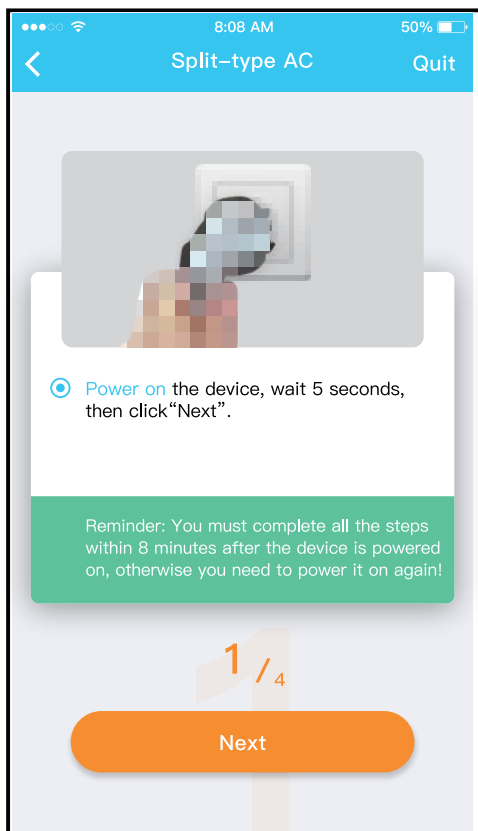 8:08 AM
50%
Split-type AC
Quit
Power on the device, wait 5 seconds,
then click“Next”.
Reminder: You must complete all the steps
within 8 minutes after the device is powered
on, otherwise you need to power it on again!
1
1 / 4
Next